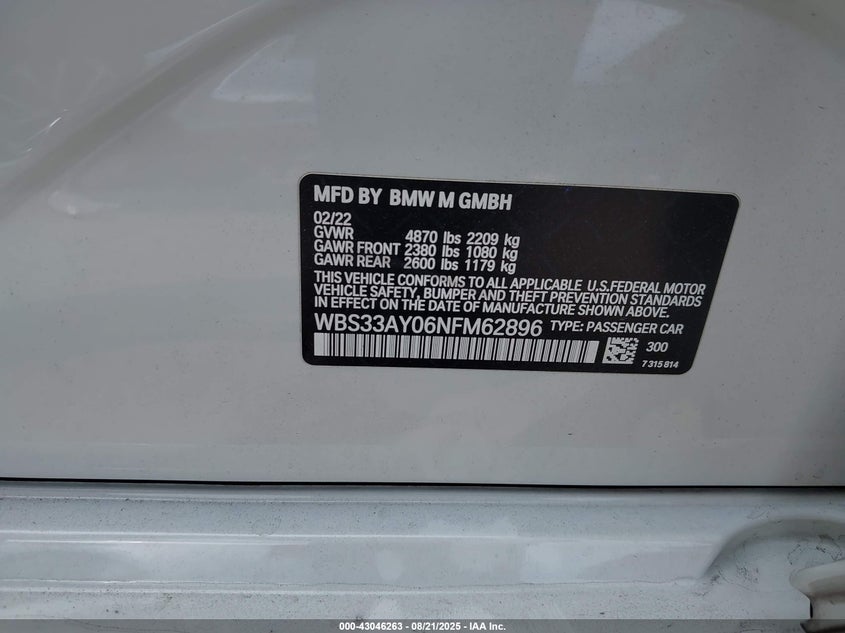 MFD BY BMW M GMBH
02/22
GVWR 4870 lbs 2209 kg
GAWR FRONT 2380 lbs 1080 kg
GAWR REAR 2600 lbs 1179 kg
THIS VEHICLE CONFORMS TO ALL APPLICABLE U.S.FEDERAL MOTOR
VEHICLE SAFETY, BUMPER AND THEFT PREVENTION STANDARDS
IN EFFECT ON THE DATE OF MANUFACTURE SHOWN ABOVE.
WBS33AY06NFM62896 TYPE: PASSENGER CAR
300
7 315 814
000-43046263 - 08/21/2025 - IAA Inc.